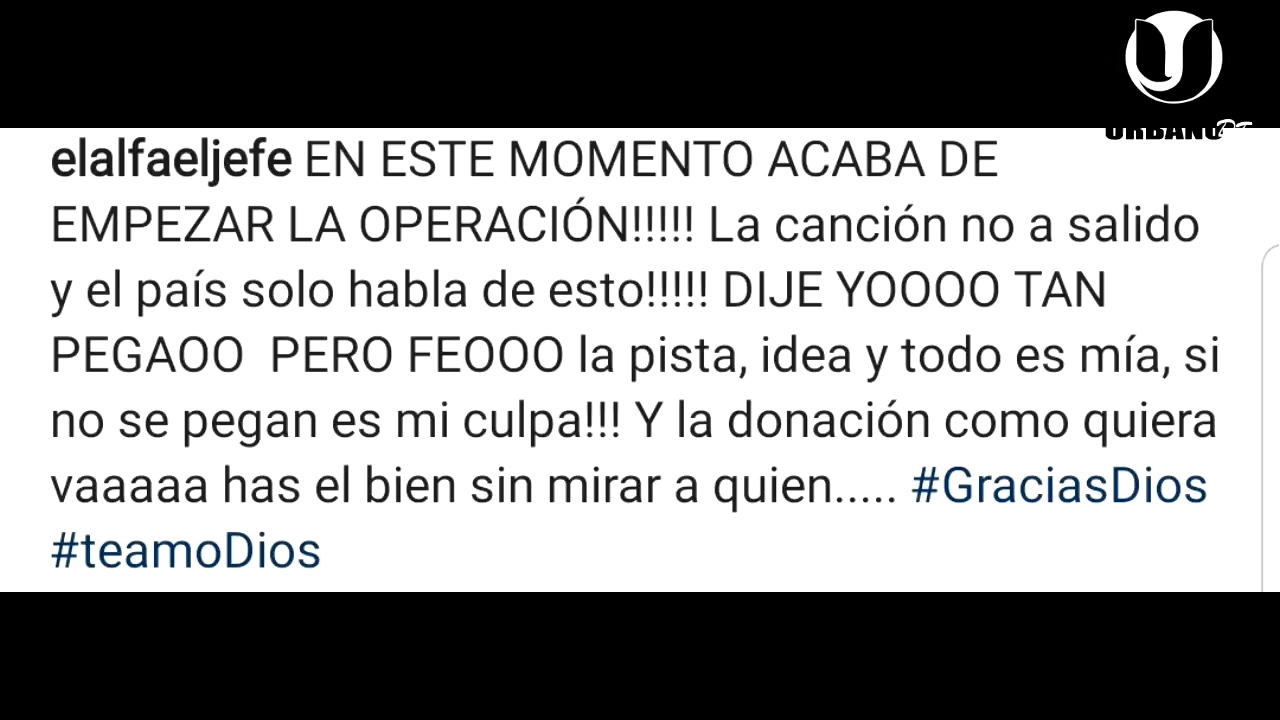 URBANO
elalfaeljefe EN ESTE MOMENTO ACABA DE
EMPEZAR LA OPERACIÓN!!!!! La canción no a salido
y el país solo habla de esto!!!!! DIJE YOOOO TAN
PEGAOO  PERO FEOOO la pista, idea y todo es mía, si
no se pegan es mi culpa!!! Y la donación como quiera
vaaaaa has el bien sin mirar a quien..... #GraciasDios
#teamoDios